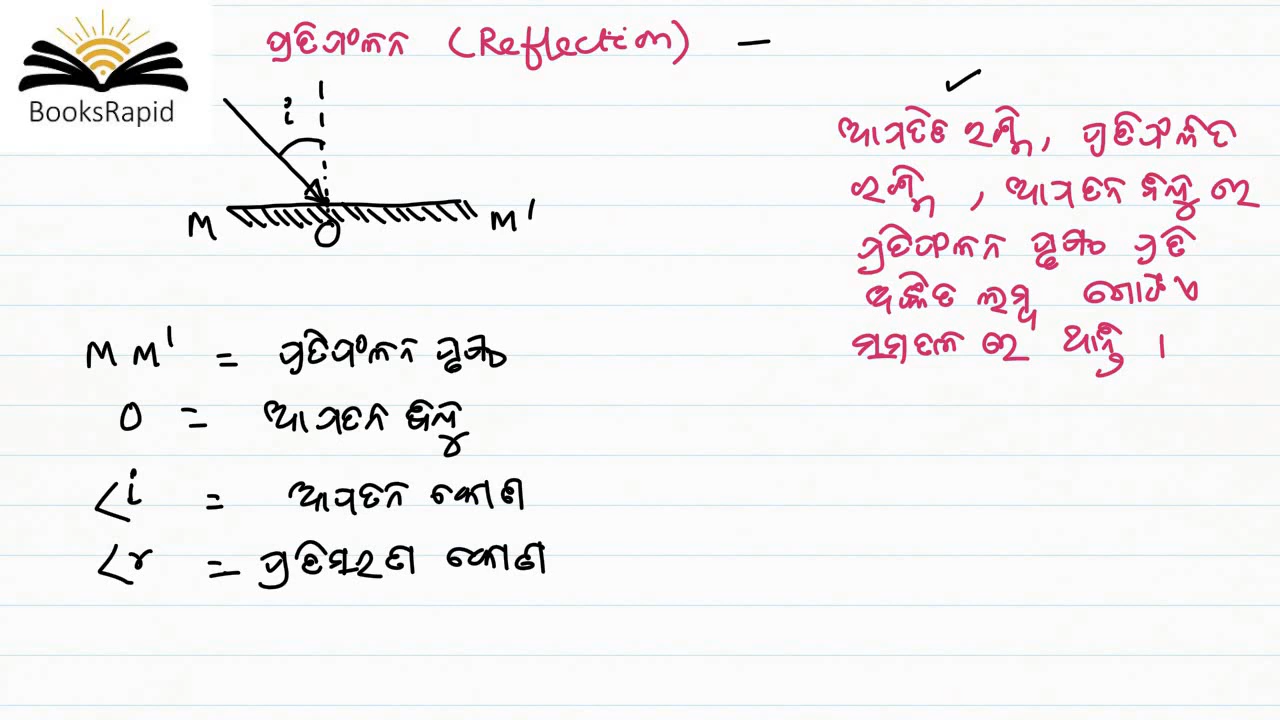 BooksRapid
ପ୍ରତିଫଳନ (Reflection) —
i
M O M'
MM' = ପ୍ରତିଫଳନ ପୃଷ୍ଠ
O = ଆପତନ ବିନ୍ଦୁ
<i = ଆପତନ କୋଣ
<r = ପ୍ରତିସରଣ କୋଣ
ଆପତିତ ରଶ୍ମି, ପ୍ରତିଫଳିତ
ରଶ୍ମି, ଆପତନ ବିନ୍ଦୁ ରେ
ପ୍ରତିଫଳନ ପୃଷ୍ଠ ପ୍ରତି
ଅଙ୍କିତ ଲମ୍ବ ଗୋଟିଏ
ସମତଳ ରେ ଥାନ୍ତି ।